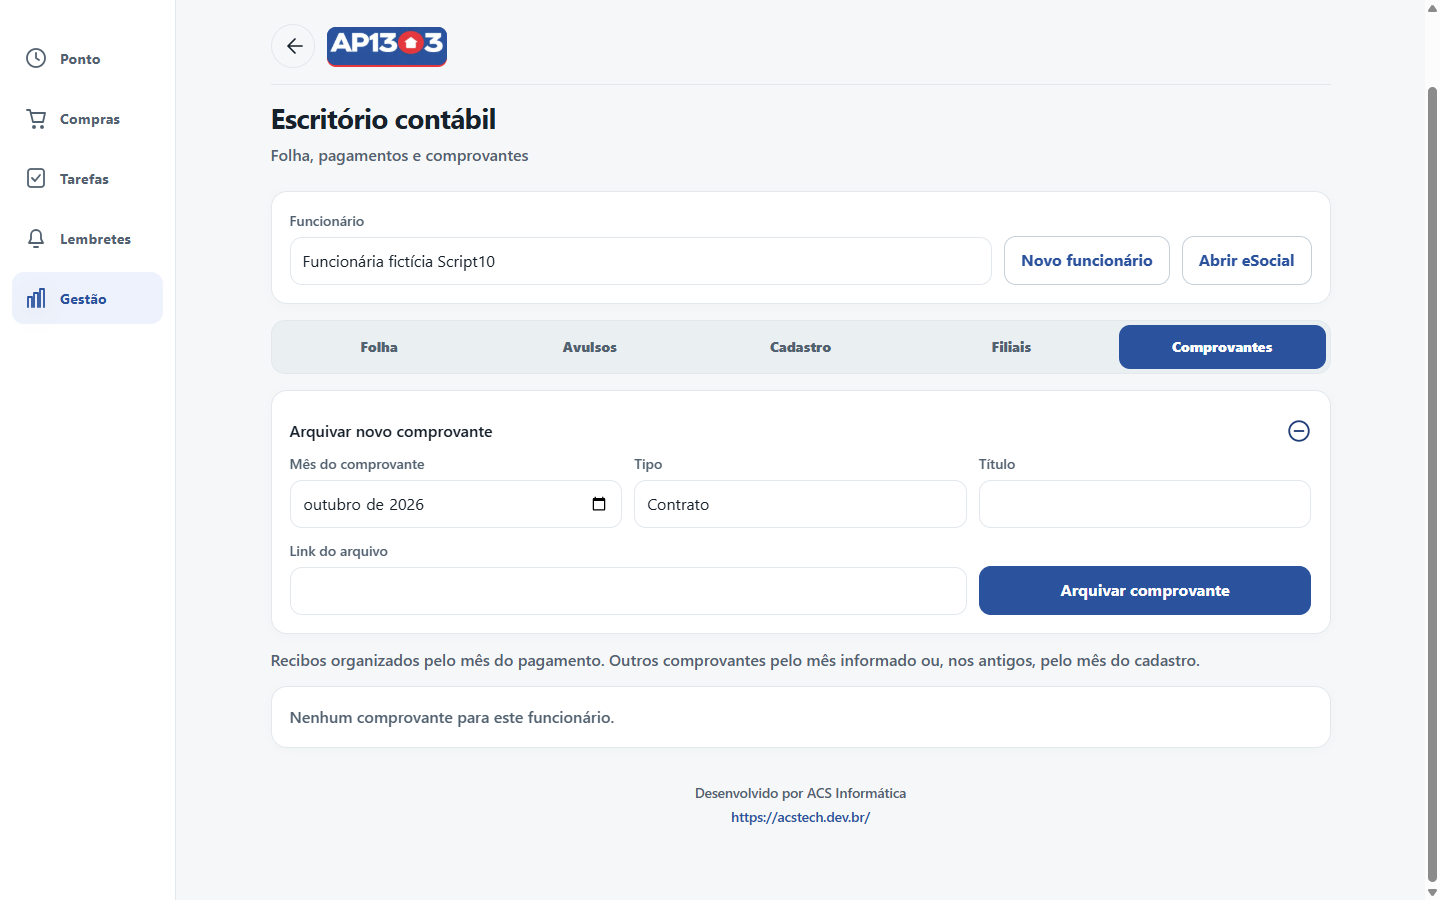 Ponto
Compras
Tarefas
Lembretes
Gestão
AP1303
Escritório contábil
Folha, pagamentos e comprovantes
Funcionário
Funcionária fictícia Script10
Novo funcionário
Abrir eSocial
Folha
Avulsos
Cadastro
Filiais
Comprovantes
Arquivar novo comprovante
Mês do comprovante
Tipo
Título
outubro de 2026
Contrato
Link do arquivo
Arquivar comprovante
Recibos organizados pelo mês do pagamento. Outros comprovantes pelo mês informado ou, nos antigos, pelo mês do cadastro.
Nenhum comprovante para este funcionário.
Desenvolvido por ACS Informática
https://acstech.dev.br/